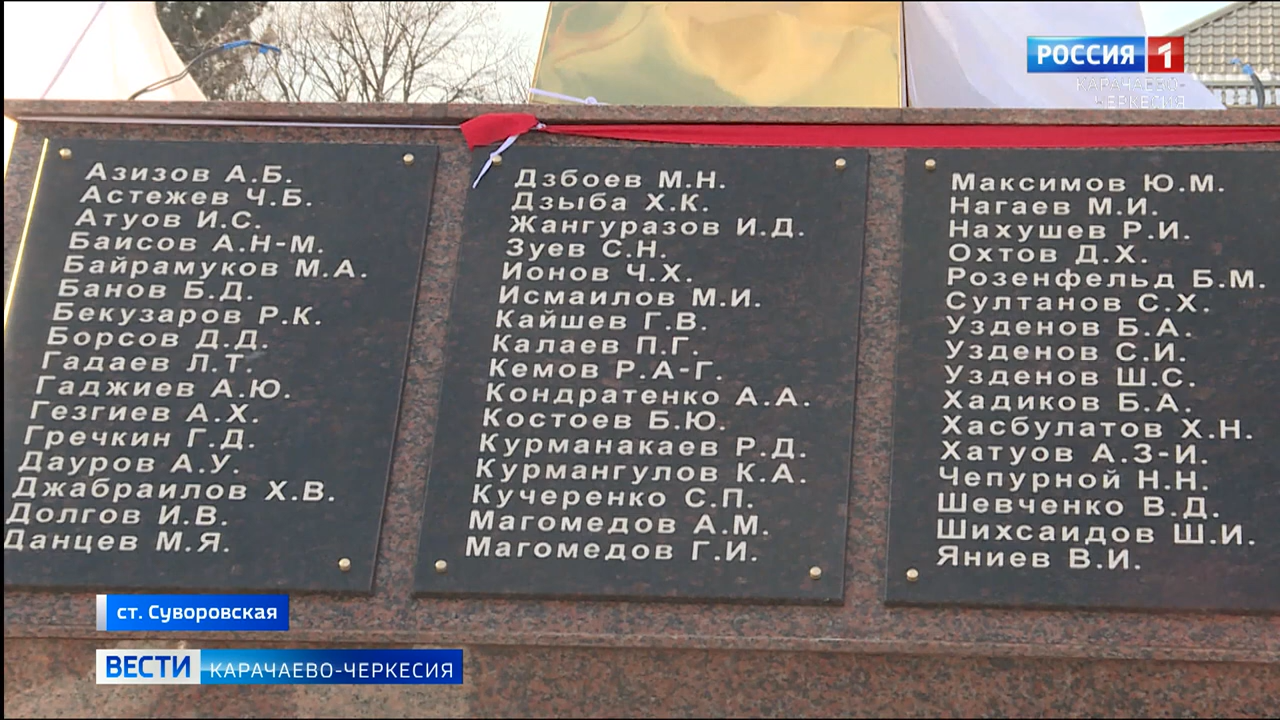 РОССИЯ 1
КАРАЧАЕВО-
ЧЕРКЕСИЯ
Азизов А.Б.
Астежев Ч.Б.
Атуов И.С.
Баисов А.Н-М.
Байрамуков М.А.
Банов Б.Д.
Бекузаров Р.К.
Борсов Д.Д.
Гадаев Л.Т.
Гаджиев А.Ю.
Гезгиев А.Х.
Гречкин Г.Д.
Дауров А.У.
Джабраилов Х.В.
Долгов И.В.
Данцев М.Я.
Дзбоев М.Н.
Дзыба Х.К.
Жангуразов И.Д.
Зуев С.Н.
Ионов Ч.Х.
Исмаилов М.И.
Кайшев Г.В.
Калаев П.Г.
Кемов Р.А-Г.
Кондратенко А.А.
Костоев Б.Ю.
Курманакаев Р.Д.
Курмангулов К.А.
Кучеренко С.П.
Магомедов А.М.
Магомедов Г.И.
Максимов Ю.М.
Нагаев М.И.
Нахушев Р.И.
Охтов Д.Х.
Розенфельд Б.М.
Султанов С.Х.
Узденов Б.А.
Узденов С.И.
Узденов Ш.С.
Хадиков Б.А.
Хасбулатов Х.Н.
Хатуов А.З-И.
Чепурной Н.Н.
Шевченко В.Д.
Шихсаидов Ш.И.
Яниев В.И.
ст. Суворовская
ВЕСТИ КАРАЧАЕВО-ЧЕРКЕСИЯ